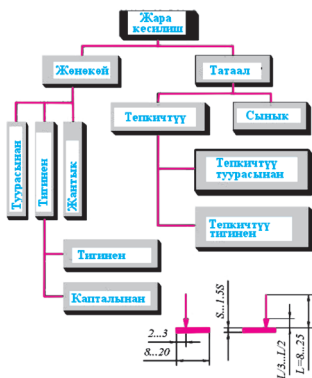 Жара
кесилиш
Жөнөкөй
Татаал
Тепкичтүү
Сынык
Туурасынан
Тигинен
Жантык
Тепкичтүү
туурасынан
Тепкичтүү
тигинен
Тигинен
Капталынан
2...3
8...20
S...1.5S
L/3...L/2
L=8...25